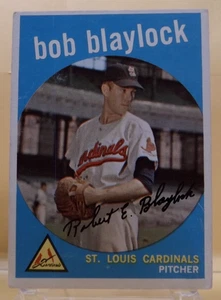 bob blaylock
Cardinals
Robert E. Blaylock
ST. LOUIS CARDINALS
PITCHER